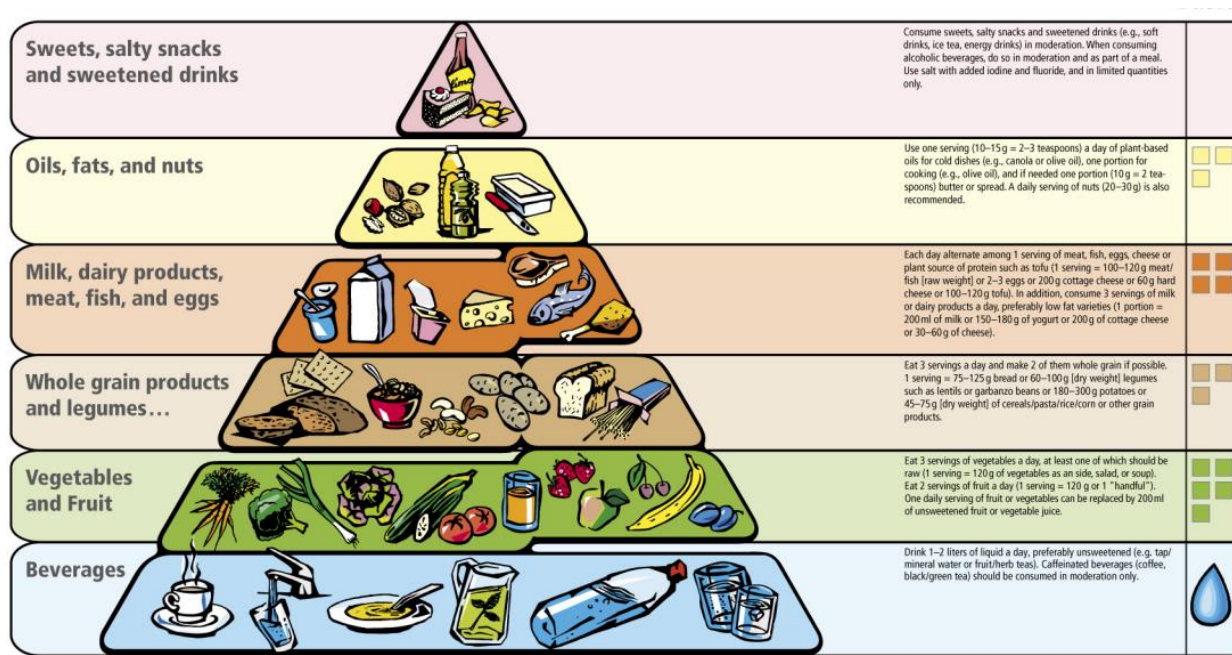 Sweets, salty snacks
and sweetened drinks
Consume sweets, salty snacks and sweetened drinks (e.g., soft
drinks, ice tea, energy drinks) in moderation. When consuming
alcoholic beverages, do so in moderation and as part of a meal.
Use salt with added iodine and fluoride, and in limited quantities
only.
Oils, fats, and nuts
Use one serving (10–15 g = 2–3 teaspoons) a day of plant-based
oils for cold dishes (e.g., canola or olive oil), one portion for
cooking (e.g., olive oil), and if needed one portion (10 g = 2 tea-
spoons) butter or spread. A daily serving of nuts (20–30 g) is also
recommended.
Milk, dairy products,
meat, fish, and eggs
Each day alternate among 1 serving of meat, fish, eggs, cheese or
plant source of protein such as tofu (1 serving = 100–120 g meat/
fish [raw weight] or 2–3 eggs or 200 g cottage cheese or 60 g hard
cheese or 100–120 g tofu). In addition, consume 3 servings of milk
or dairy products a day, preferably low fat varieties (1 portion =
200 ml of milk or 150–180 g of yogurt or 200 g of cottage cheese
or 30–60 g of cheese).
Whole grain products
and legumes...
Eat 3 servings a day and make 2 of them whole grain if possible.
1 serving = 75–125 g bread or 60–100 g [dry weight] legumes
such as lentils or garbanzo beans or 180–300 g potatoes or
45–75 g [dry weight] of cereals/pasta/rice/corn or other grain
products.
Vegetables
and Fruit
Eat 3 servings of vegetables a day, at least one of which should be
raw (1 serving = 120 g of vegetables as an side, salad, or soup).
Eat 2 servings of fruit a day (1 serving = 120 g or 1 "handful").
One daily serving of fruit or vegetables can be replaced by 200 ml
of unsweetened fruit or vegetable juice.
Beverages
Drink 1–2 liters of liquid a day, preferably unsweetened (e.g. tap/
mineral water or fruit/herb teas). Caffeinated beverages (coffee,
black/green tea) should be consumed in moderation only.